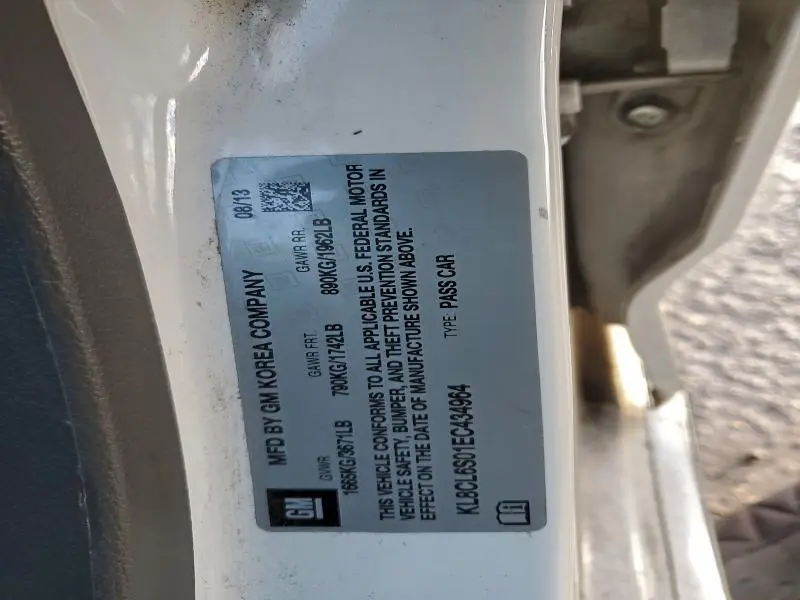 GM
MFD BY GM KOREA COMPANY
08/13
GVWR GAWR FRT. GAWR RR.
1665KG/3671LB 790KG/1742LB 890KG/1962LB
THIS VEHICLE CONFORMS TO ALL APPLICABLE U.S. FEDERAL MOTOR
VEHICLE SAFETY, BUMPER, AND THEFT PREVENTION STANDARDS IN
EFFECT ON THE DATE OF MANUFACTURE SHOWN ABOVE.
KL8CL6S01EC434964 TYPE: PASS CAR